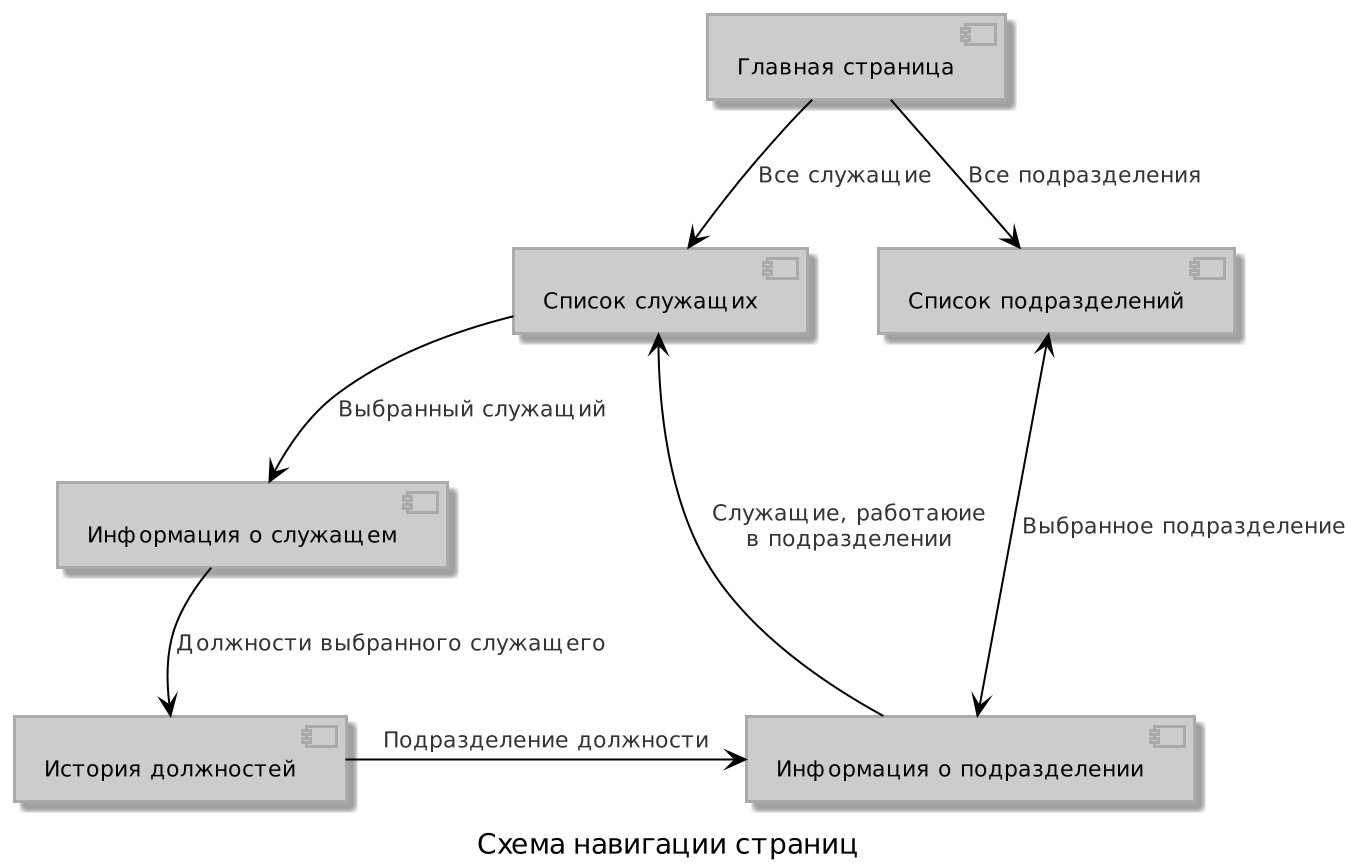 Главная страница
Все служащие
Все подразделения
Список служащих
Список подразделений
Выбранный служащий
Служащие, работаюие
в подразделении
Выбранное подразделение
Информация о служащем
Должности выбранного служащего
Подразделение должности
История должностей
Информация о подразделении
Схема навигации страниц